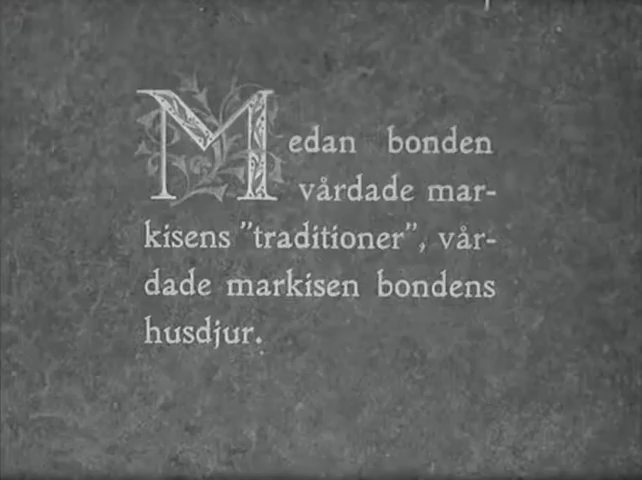 Medan bonden
vårdade mar-
kisens "traditioner", vår-
dade markisen bondens
husdjur.